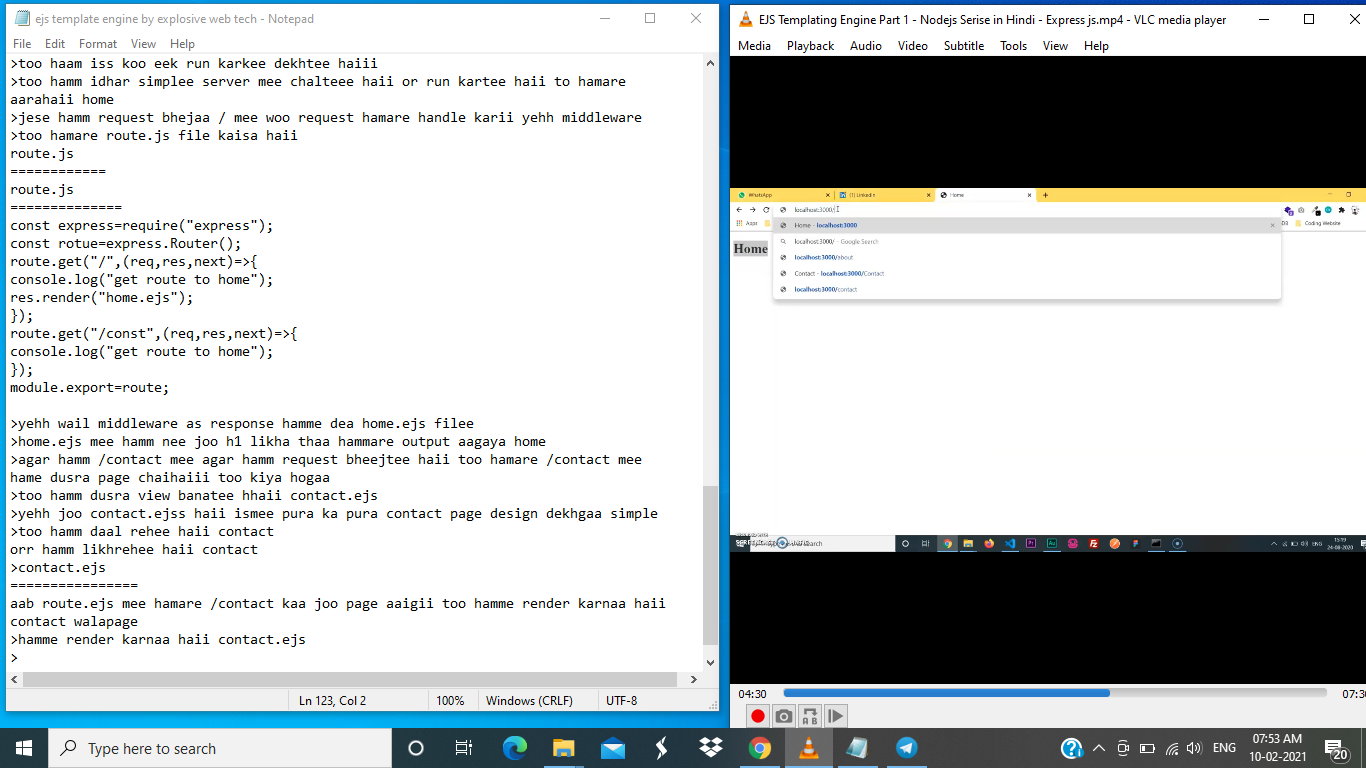 ejs template engine by explosive web tech - Notepad
File Edit Format View Help
>too haam iss koo eek run karkee dekhtee haiii
>too hamm idhar simplee server mee chalteee haii or run kartee haii to hamare
aarahaii home
>jese hamm request bhejaa / mee woo request hamare handle karii yehh middleware
>too hamare route.js file kaisa haii
route.js
============
route.js
==============
const express=require("express");
const rotue=express.Router();
route.get("/",(req,res,next)=>{
console.log("get route to home");
res.render("home.ejs");
});
route.get("/const",(req,res,next)=>{
console.log("get route to home");
});
module.export=route;
>yehh wail middleware as response hamme dea home.ejs filee
>home.ejs mee hamm nee joo h1 likha thaa hammare output aagaya home
>agar hamm /contact mee agar hamm request bheejtee haii too hamare /contact mee
hame dusra page chaihaiii too kiya hogaa
>too hamm dusra view banatee hhaii contact.ejs
>yehh joo contact.ejss haii ismee pura ka pura contact page design dekhgaa simple
>too hamm daal rehee haii contact
orr hamm likhrehee haii contact
>contact.ejs
================
aab route.ejs mee hamare /contact kaa joo page aaigii too hamme render karnaa haii
contact walapage
>hamme render karnaa haii contact.ejs
>
Ln 123, Col 2 100% Windows (CRLF) UTF-8
EJS Templating Engine Part 1 - Nodejs Serise in Hindi - Express js.mp4 - VLC media player
Media Playback Audio Video Subtitle Tools View Help
WhatsApp (1) LinkedIn Home
localhost:3000/
Apps Coding Website
Home - localhost:3000
localhost:3000/ - Google Search
localhost:3000/about
Contact - localhost:3000/Contact
localhost:3000/contact
Home
search
ENG 15:19
24-08-2020
04:30 07:30
A B
Type here to search
ENG 07:53 AM
10-02-2021
20